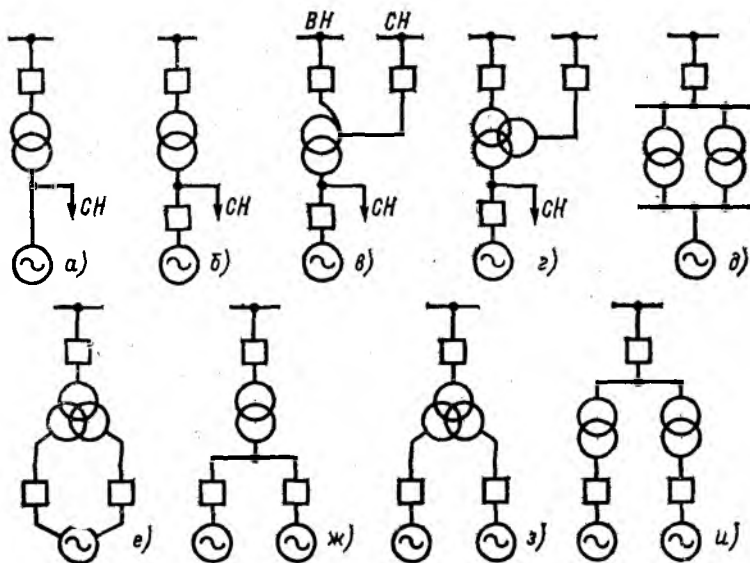 ВН СН
СН СН СН СН
а) б) в) г) д)
е) ж) з) и)